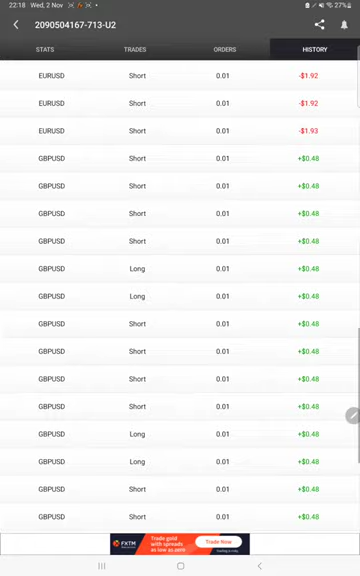 22:18 Wed, 2 Nov 27%
2090504167-713-U2
STATS TRADES ORDERS HISTORY
EURUSD Short 0.01 -$1.92
EURUSD Short 0.01 -$1.92
EURUSD Short 0.01 -$1.93
GBPUSD Short 0.01 +$0.48
GBPUSD Short 0.01 +$0.48
GBPUSD Short 0.01 +$0.48
GBPUSD Short 0.01 +$0.48
GBPUSD Long 0.01 +$0.48
GBPUSD Long 0.01 +$0.48
GBPUSD Short 0.01 +$0.48
GBPUSD Short 0.01 +$0.48
GBPUSD Short 0.01 +$0.48
GBPUSD Short 0.01 +$0.48
GBPUSD Long 0.01 +$0.48
GBPUSD Long 0.01 +$0.48
GBPUSD Short 0.01 +$0.48
GBPUSD Short 0.01 +$0.48
FXTM
Trade gold
with spreads
as low as zero
Trade Now